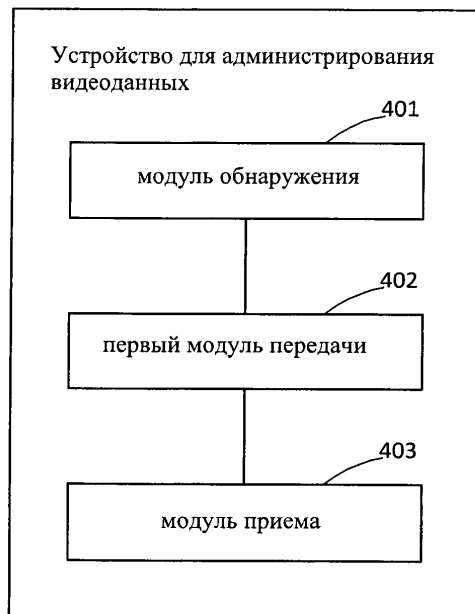 Устройство для администрирования
видеоданных
401
модуль обнаружения
402
первый модуль передачи
403
модуль приема